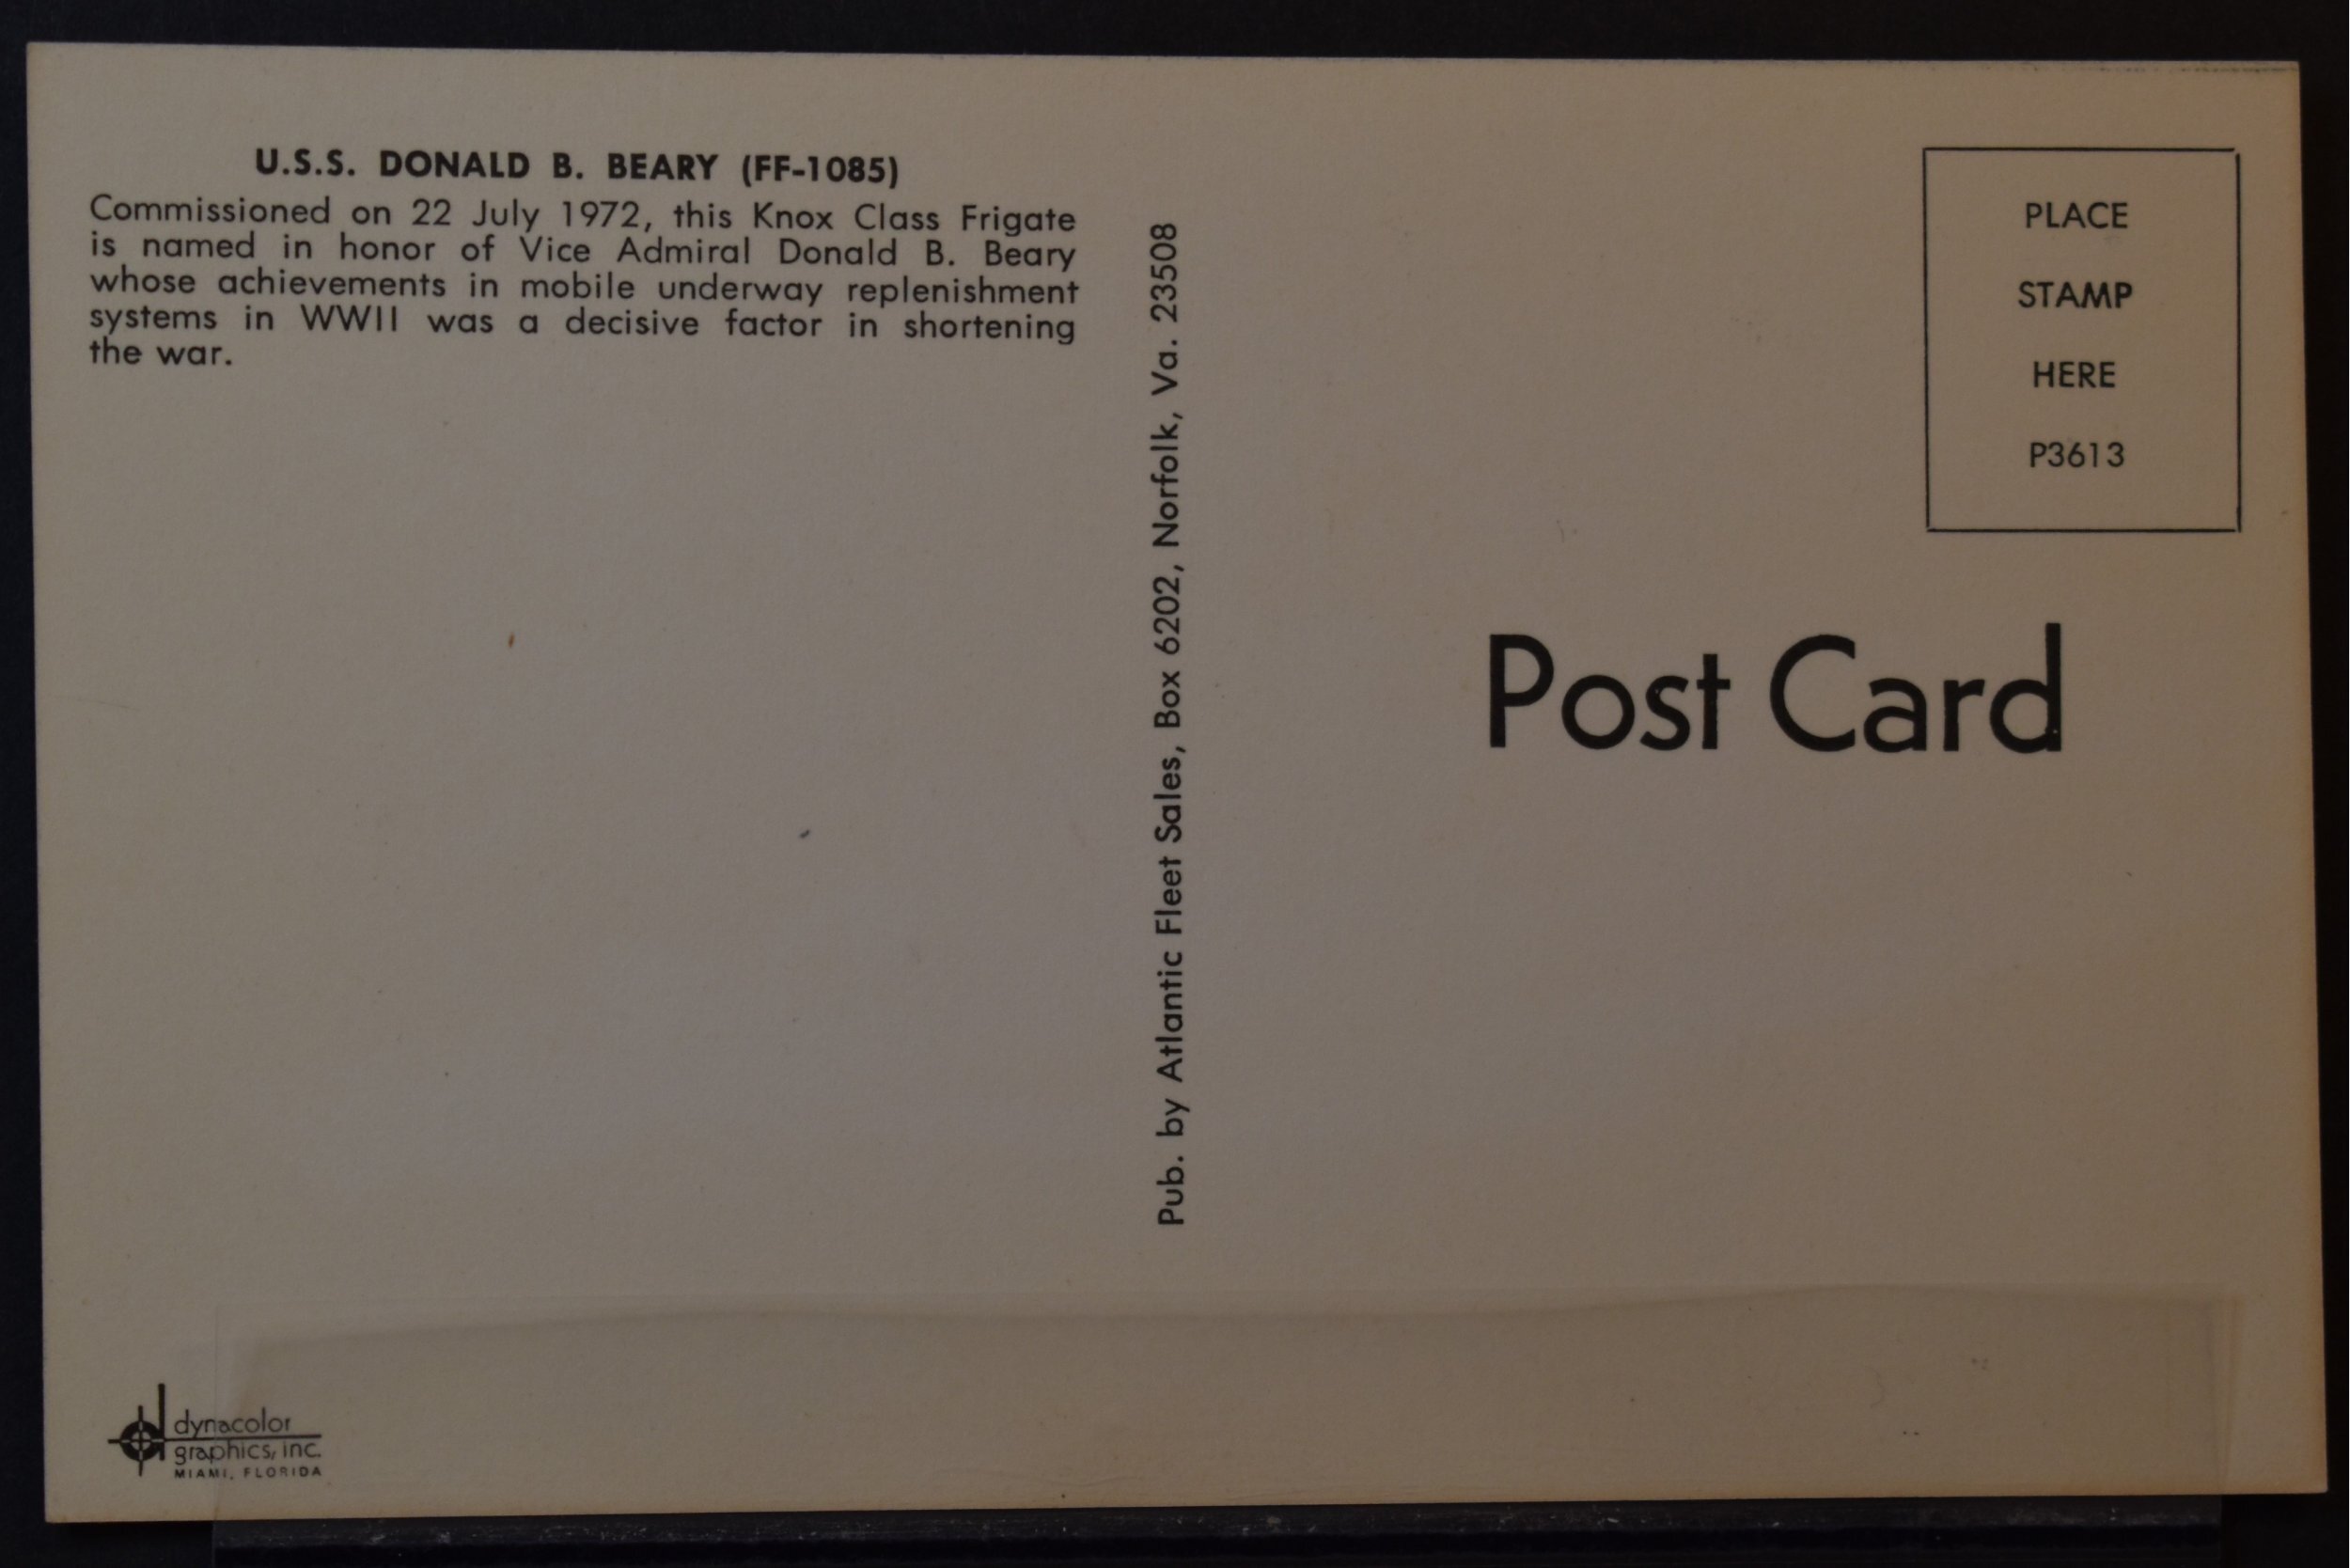 U.S.S. DONALD B. BEARY (FF-1085)
Commissioned on 22 July 1972, this Knox Class Frigate
is named in honor of Vice Admiral Donald B. Beary
whose achievements in mobile underway replenishment
systems in WWII was a decisive factor in shortening
the war.
Pub. by Atlantic Fleet Sales, Box 6202, Norfolk, Va. 23508
PLACE
STAMP
HERE
P3613
Post Card
dynacolor
graphics, inc.
MIAMI, FLORIDA